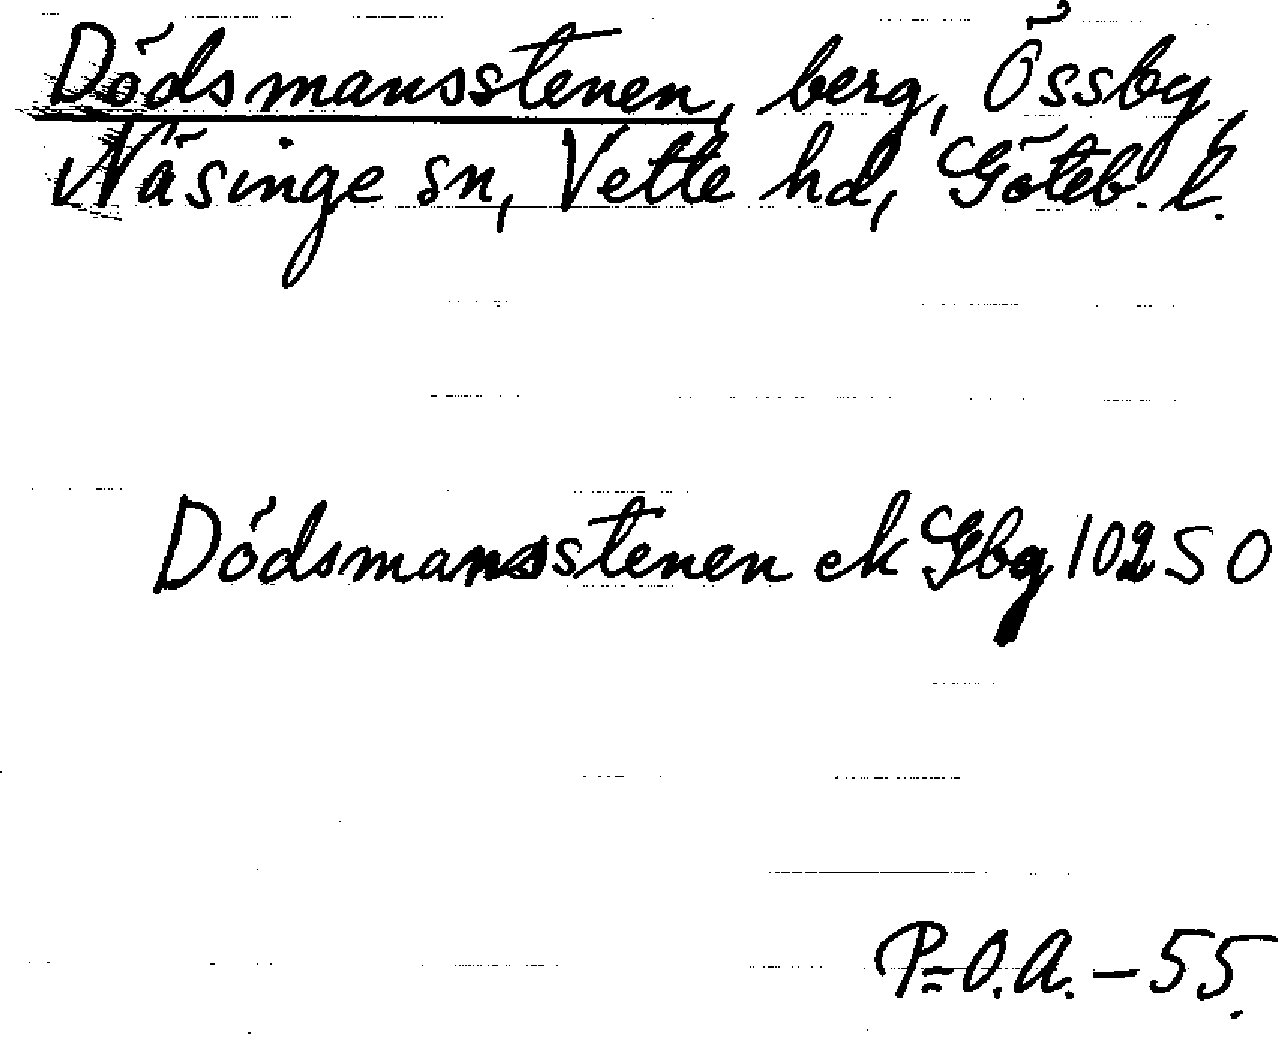 Dödsmansstenen, berg, Össby,
Näsinge sn, Vette hd, Göteb. l.
Dödsmansstenen ek Gbg 10250
P-O.A. - 55.